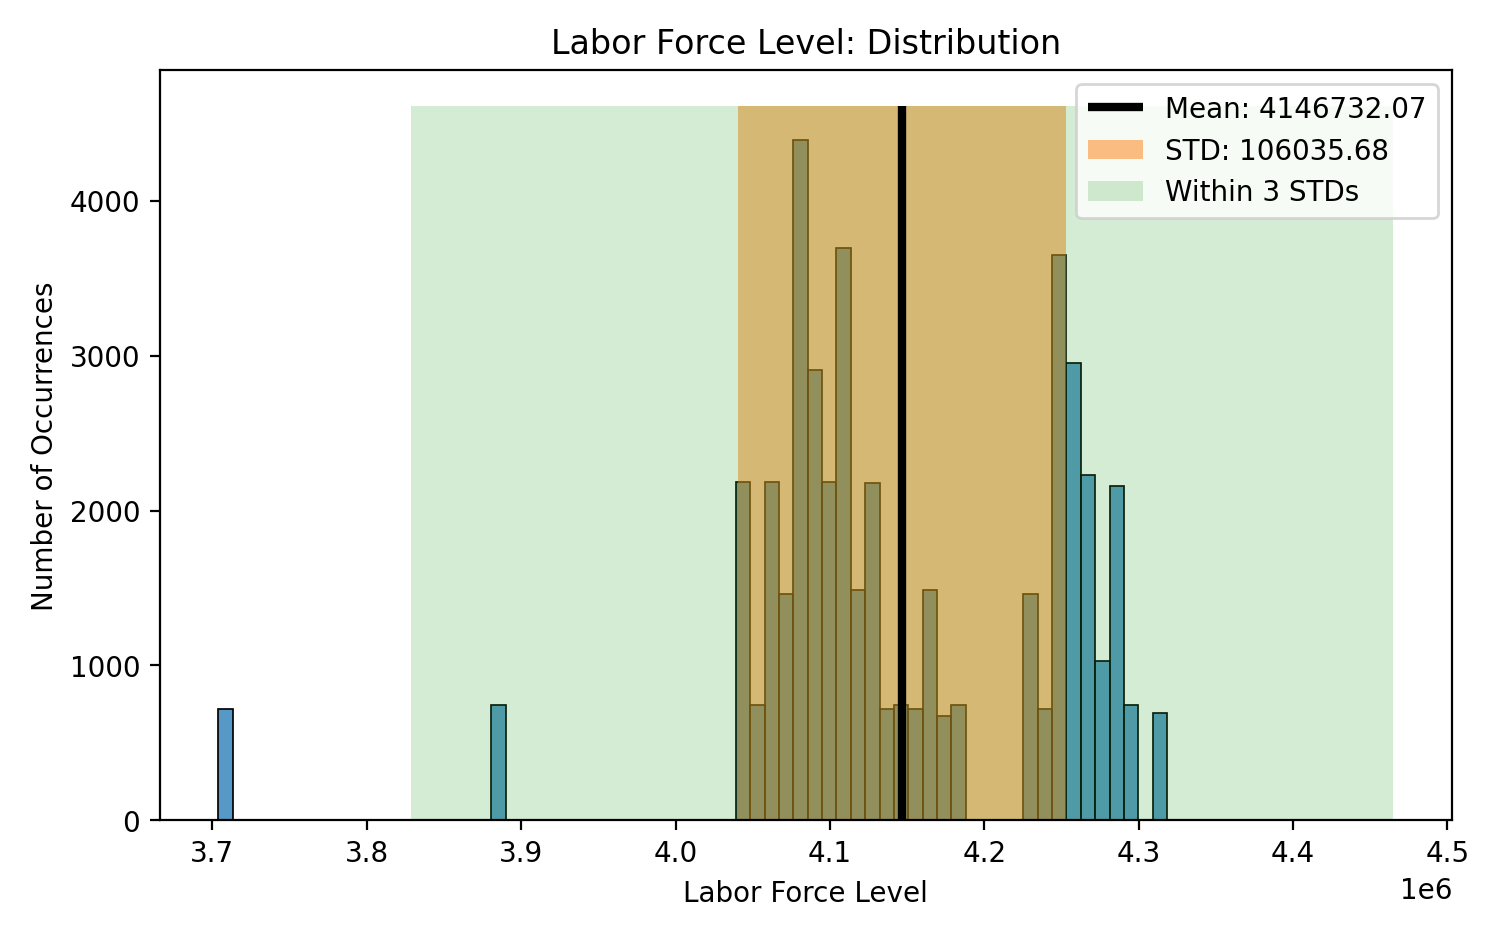 Labor Force Level: Distribution
Mean: 4146732.07
STD: 106035.68
Within 3 STDs
Number of Occurrences
4000
3000
2000
1000
0
3.7 3.8 3.9 4.0 4.1 4.2 4.3 4.4 4.5
1e6
Labor Force Level